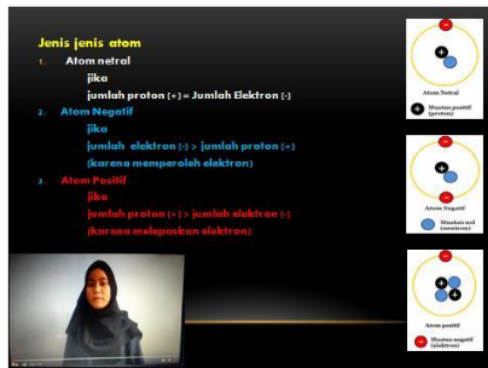 Jenis jenis atom
1. Atom netral
jika
jumlah proton (+) = Jumlah Elektron (-)
2. Atom Negatif
jika
jumlah elektron (-) > jumlah proton (+)
(karena memperoleh elektron)
3. Atom Positif
jika
jumlah proton (+) > jumlah elektron (-)
(karena melepaskan elektron)
Atom Netral
Muatan positif
(proton)
Atom Negatif
Muatan nol
(neutron)
Atom positif
Muatan negatif
(elektron)